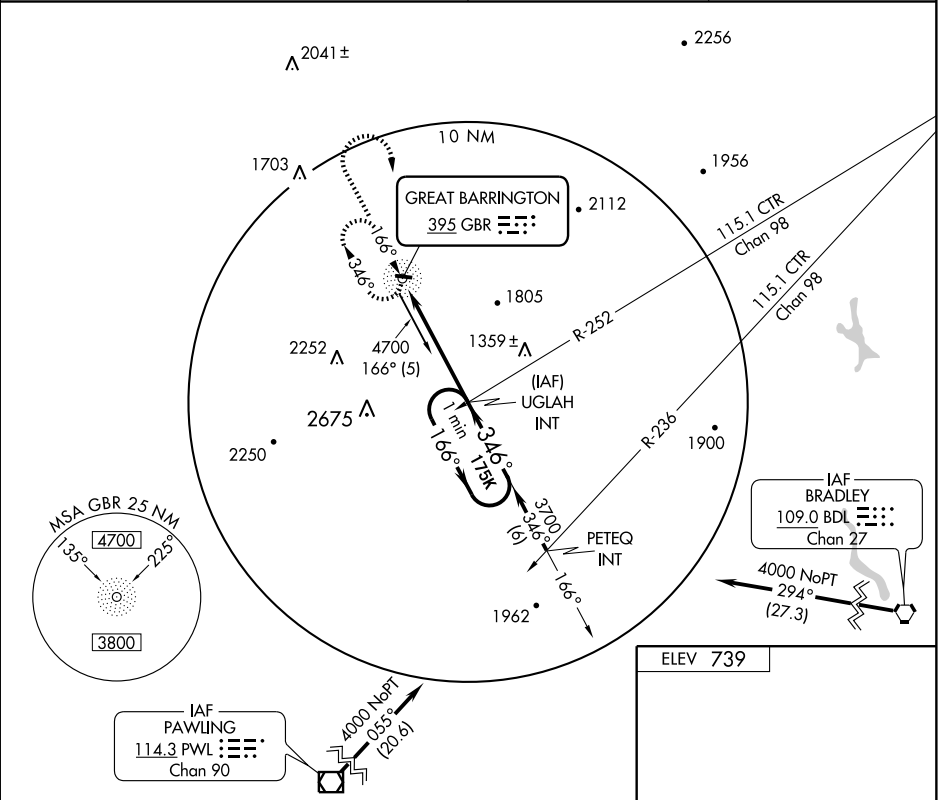 2041±
2256
10 NM
1703
1956
GREAT BARRINGTON
395 GBR
2112
115.1 CTR
Chan 98
115.1 CTR
Chan 98
166°
346°
1805
R-252
4700
166° (5)
1359±
2252
(IAF)
UGLAH
INT
2675
1 min
166°
175K
346°
R-236
1900
2250
IAF
BRADLEY
109.0 BDL
Chan 27
MSA GBR 25 NM
4700
135°
225°
3800
3700
346°
(6)
PETEQ
INT
166°
4000 NoPT
294°
(27.3)
1962
ELEV 739
IAF
PAWLING
114.3 PWL
Chan 90
4000 NoPT
055°
(20.6)